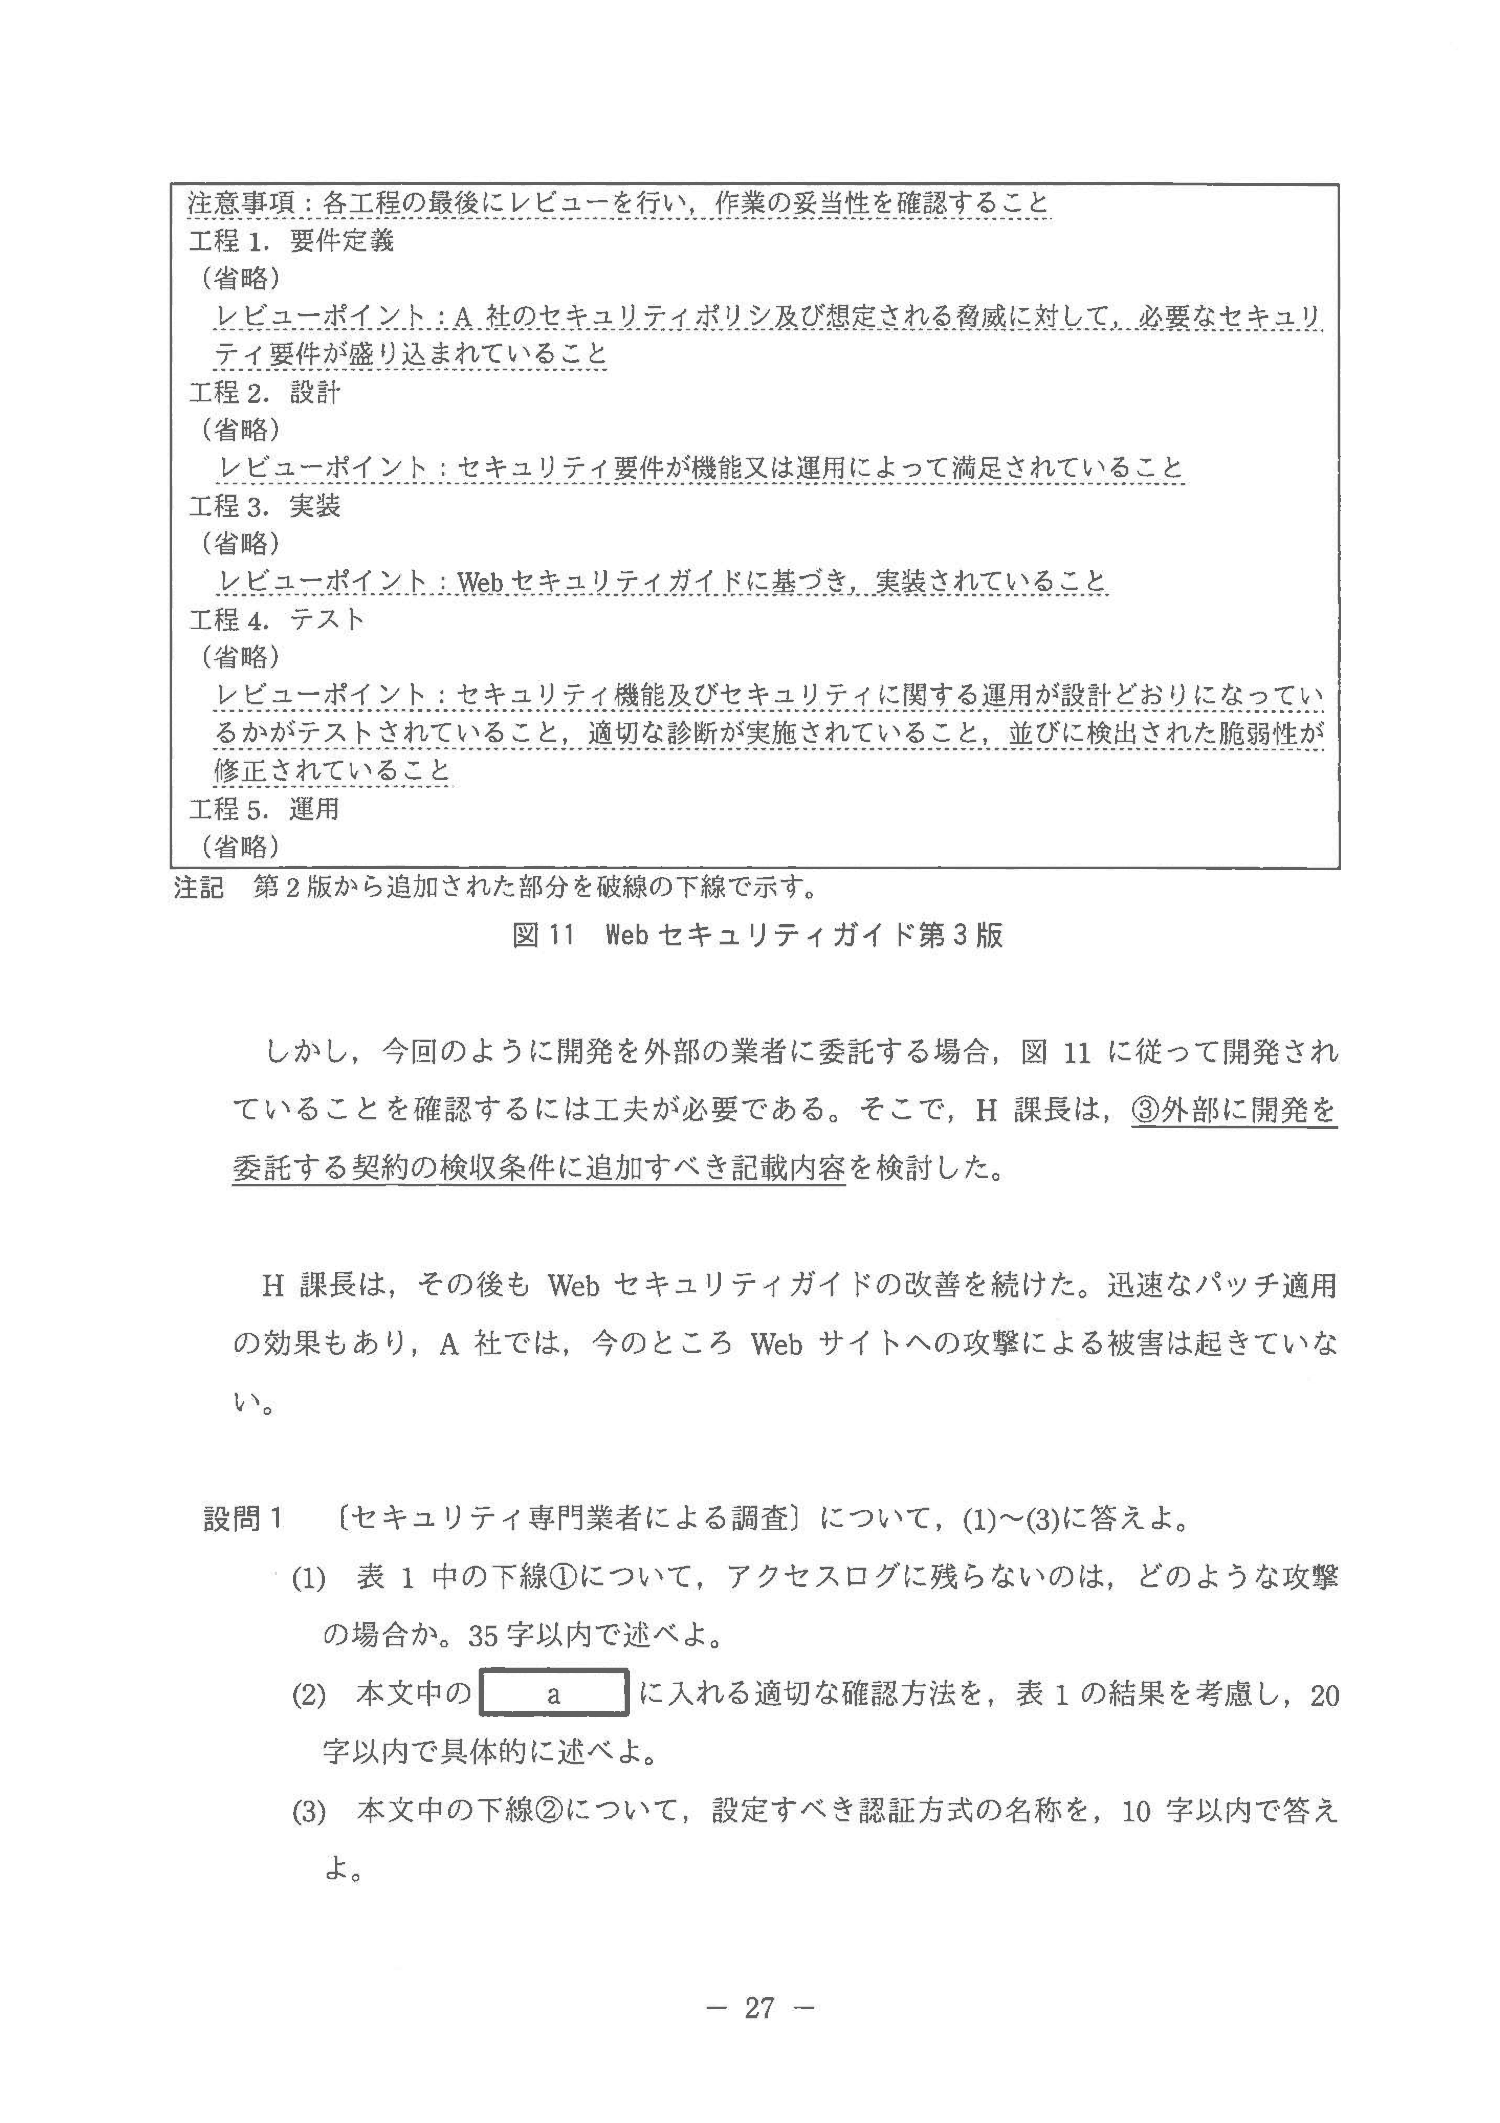 注意事項：各工程の最後にレビューを行い，作業の妥当性を確認すること
工程 1．要件定義
（省略）
レビューポイント：A 社のセキュリティポリシ及び想定される脅威に対して，必要なセキュリ
ティ要件が盛り込まれていること
工程 2．設計
（省略）
レビューポイント：セキュリティ要件が機能又は運用によって満足されていること
工程 3．実装
（省略）
レビューポイント：Web セキュリティガイドに基づき，実装されていること
工程 4．テスト
（省略）
レビューポイント：セキュリティ機能及びセキュリティに関する運用が設計どおりになってい
るかがテストされていること，適切な診断が実施されていること，並びに検出された脆弱性が
修正されていること
工程 5．運用
（省略）
注記　第 2 版から追加された部分を破線の下線で示す。
図 11　Web セキュリティガイド第 3 版
しかし，今回のように開発を外部の業者に委託する場合，図 11 に従って開発され
ていることを確認するには工夫が必要である。そこで，H 課長は，③外部に開発を
委託する契約の検収条件に追加すべき記載内容を検討した。
H 課長は，その後も Web セキュリティガイドの改善を続けた。迅速なパッチ適用
の効果もあり，A 社では，今のところ Web サイトへの攻撃による被害は起きていな
い。
設問 1　〔セキュリティ専門業者による調査〕について，(1)～(3)に答えよ。
(1)　表 1 中の下線①について，アクセスログに残らないのは，どのような攻撃
の場合か。35 字以内で述べよ。
(2)　本文中の a に入れる適切な確認方法を，表 1 の結果を考慮し，20
字以内で具体的に述べよ。
(3)　本文中の下線②について，設定すべき認証方式の名称を，10 字以内で答え
よ。
－ 27 －